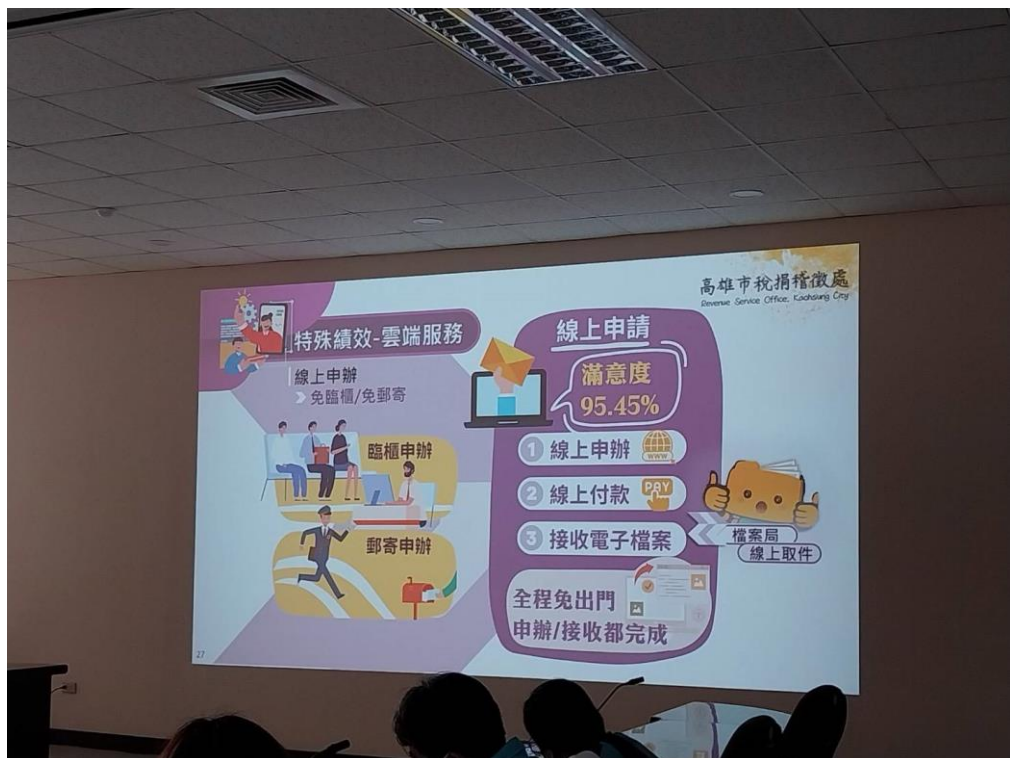 高雄市稅捐稽徵處
Revenue Service Office, Kaohsiung City
特殊績效-雲端服務
線上申辦
免臨櫃/免郵寄
臨櫃申辦
郵寄申辦
線上申請
滿意度
95.45%
1 線上申辦
www
2 線上付款
PAY
3 接收電子檔案
檔案局
線上取件
全程免出門
申辦/接收都完成
27